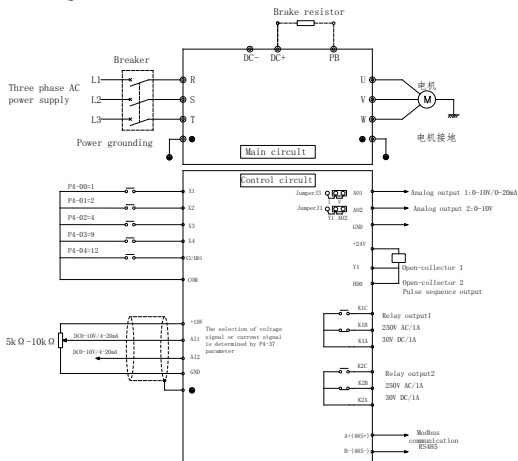 Brake resistor
Breaker
DC-
DC+
PB
Three phase AC
power supply
L1
L2
L3
R
S
T
U
V
W
M
电机
电机接地
Power grounding
Main circuit
Control circuit
P4-00=1
P4-01=2
P4-02=4
P4-03=9
P4-04=12
X1
X2
X3
X4
X5/HD1
COM
JumperJ3
I V
AO1
JumperJ1
Y1 AO2
AO2
GND
+24V
Y1
HDO
Analog output 1:0-10V/0-20mA
Analog output 2:0-10V
Open-collector 1
Open-collector 2
Pulse sequence output
5kΩ-10kΩ
DC0-10V/4-20mA
DC0-10V/4-20mA
+10V
AI1
AI2
GND
The selection of voltage
signal or current signal
is determined by P4-37
parameter
K1C
K1B
K1A
Relay output1
250V AC/1A
30V DC/1A
K2C
K2B
K2A
Relay output2
250V AC/1A
30V DC/1A
A+(485+)
B-(485-)
Modbus
communication
RS485